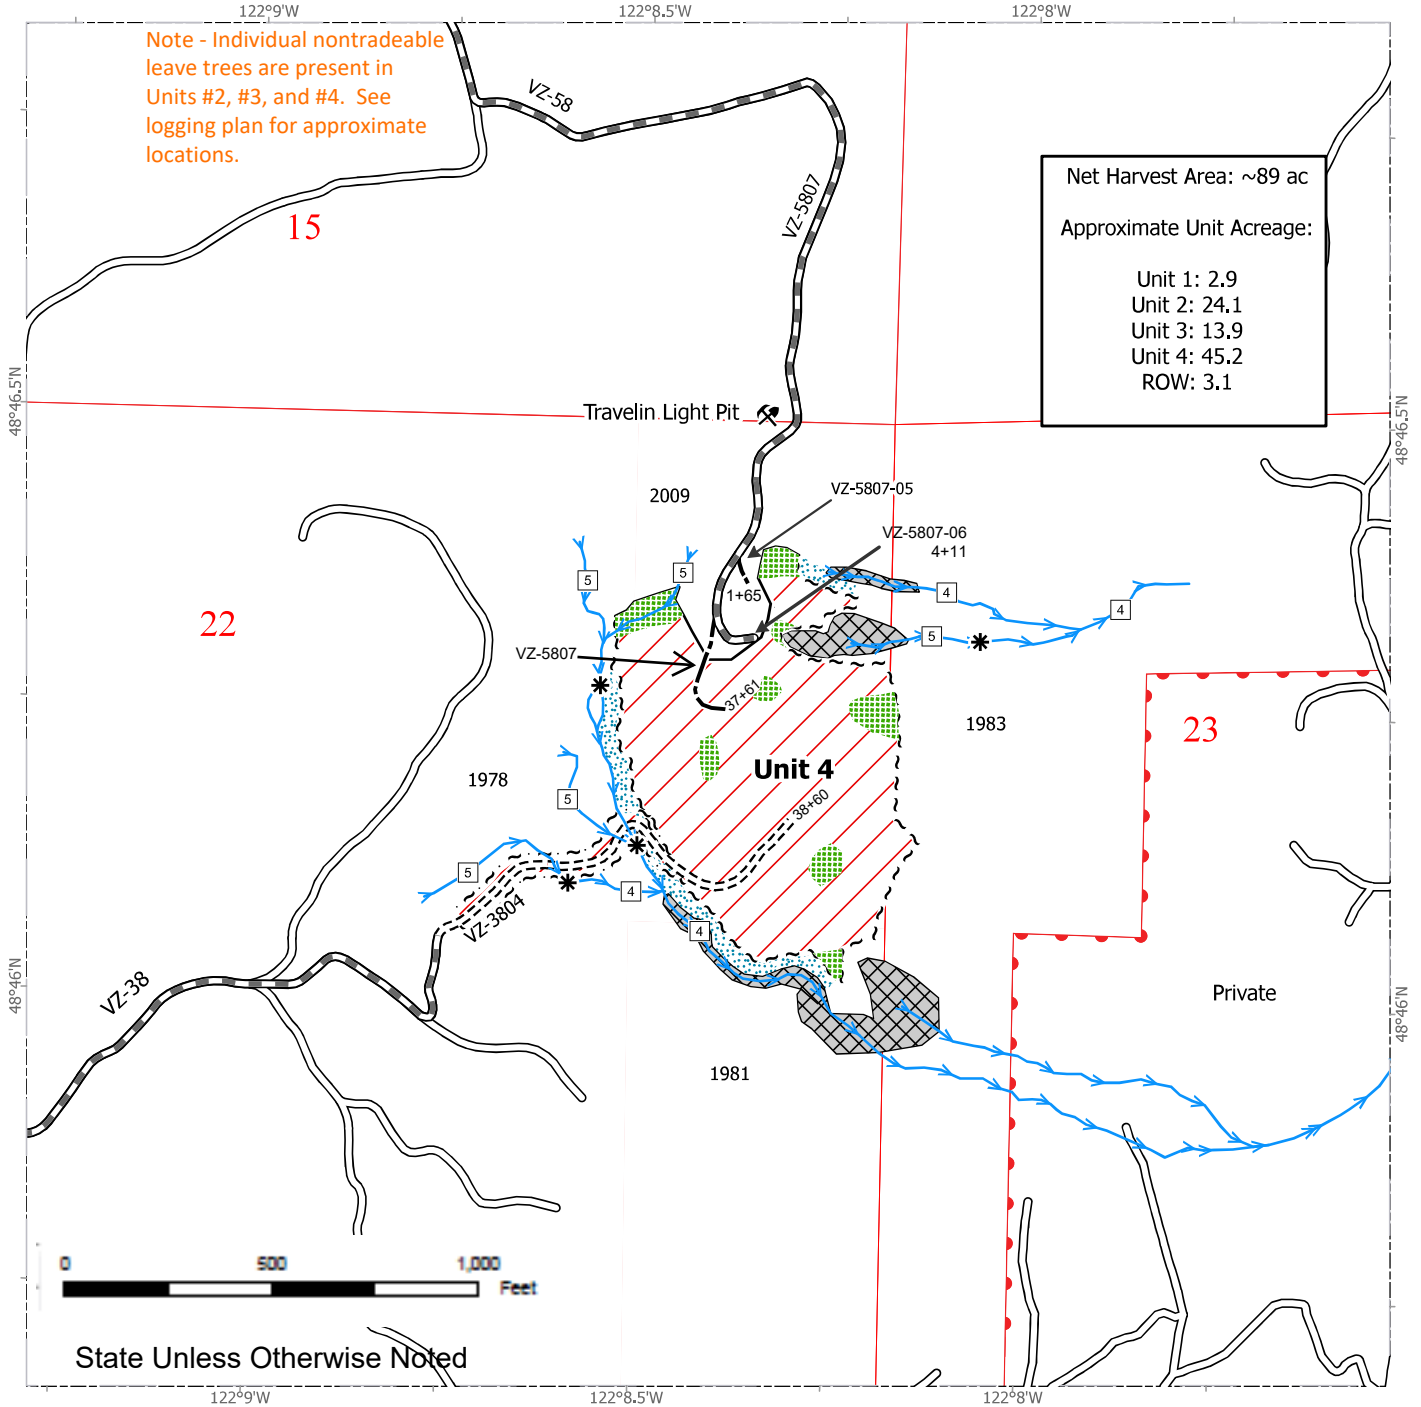 122°9'W
122°8.5'W
122°8'W
Note - Individual nontradeable
leave trees are present in
Units #2, #3, and #4. See
logging plan for approximate
locations.
VZ-58
VZ-5807
15
Net Harvest Area: ~89 ac
Approximate Unit Acreage:
Unit 1: 2.9
Unit 2: 24.1
Unit 3: 13.9
Unit 4: 45.2
ROW: 3.1
48°46.5'N
48°46.5'N
Travelin Light Pit
2009
VZ-5807-05
VZ-5807-06
4+11
5
5
4
4
1+65
22
5
VZ-5807
37+61
1983
23
Unit 4
1978
5
38+60
5
4
VZ-3804
4
VZ-38
48°46'N
48°46'N
Private
1981
0
500
1,000
Feet
State Unless Otherwise Noted
122°9'W
122°8.5'W
122°8'W